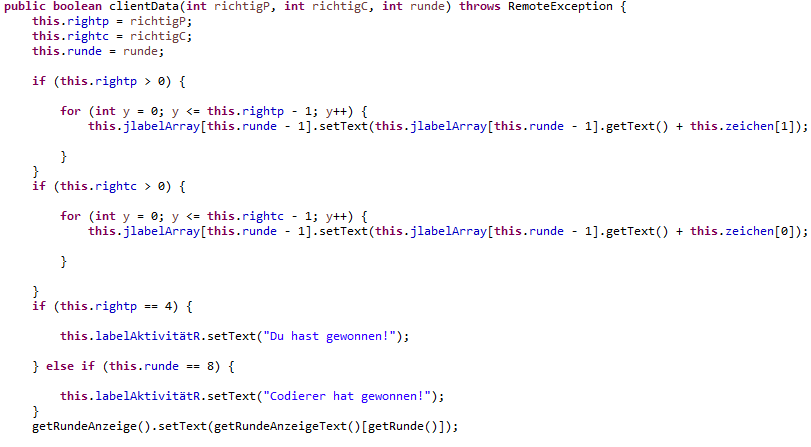 public boolean clientData(int richtigP, int richtigC, int runde) throws RemoteException {
    this.rightp = richtigP;
    this.rightc = richtigC;
    this.runde = runde;

    if (this.rightp > 0) {

        for (int y = 0; y <= this.rightp - 1; y++) {
            this.jlabelArray[this.runde - 1].setText(this.jlabelArray[this.runde - 1].getText() + this.zeichen[1]);

        }
    }
    if (this.rightc > 0) {

        for (int y = 0; y <= this.rightc - 1; y++) {
            this.jlabelArray[this.runde - 1].setText(this.jlabelArray[this.runde - 1].getText() + this.zeichen[0]);

        }

    }
    if (this.rightp == 4) {

        this.labelAktivitätR.setText("Du hast gewonnen!");

    } else if (this.runde == 8) {

        this.labelAktivitätR.setText("Codierer hat gewonnen!");
    }
    getRundeAnzeige().setText(getRundeAnzeigeText()[getRunde()]);